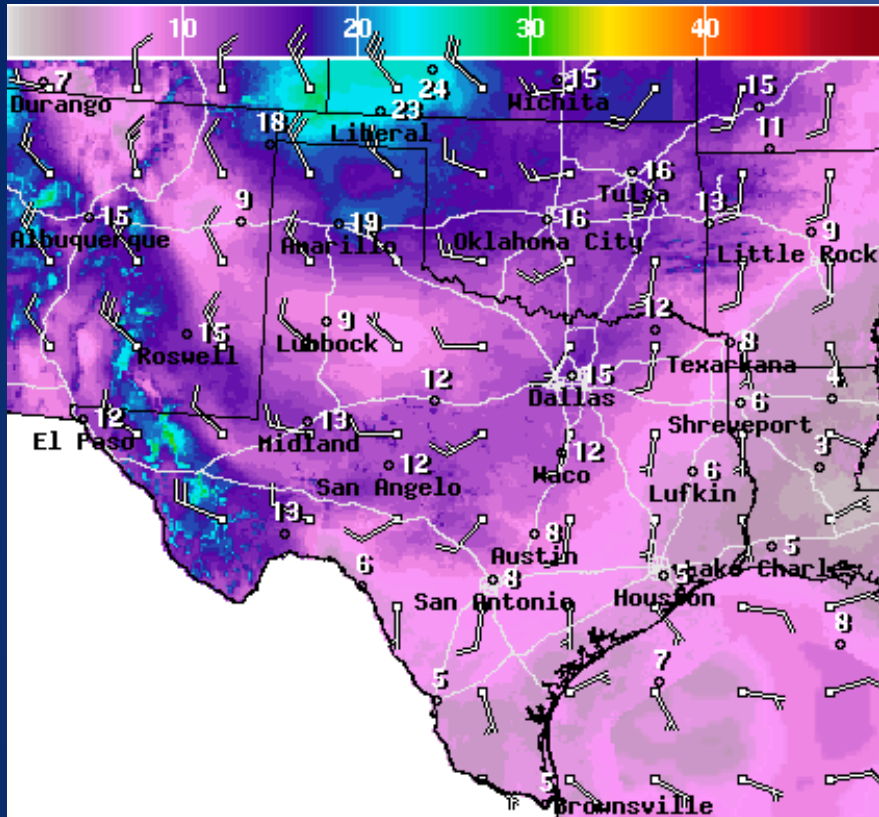 10 20 30 40
7 24 15 15
Durango 23 Wichita
18 Liberal 11
16
Tulsa
15 9 19 16 13 9
Albuquerque Amarillo Oklahoma City Little Rock
15 9 12 8
Roswell Lubbock Texarkana
12 15 4
Dallas 6
12 13 Shreveport
El Paso Midland
12 12 6 3
San Angelo Waco Lufkin
13 8 5
Austin Lake Charles
6 8 5
San Antonio Houston
8
5 7
5
Brownsville